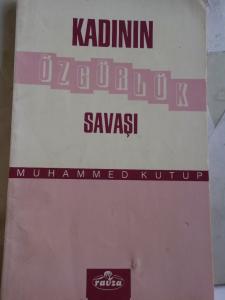 KADININ
ÖZGÜRLÜK
SAVAŞI
MUHAMMED KUTUP
ravza